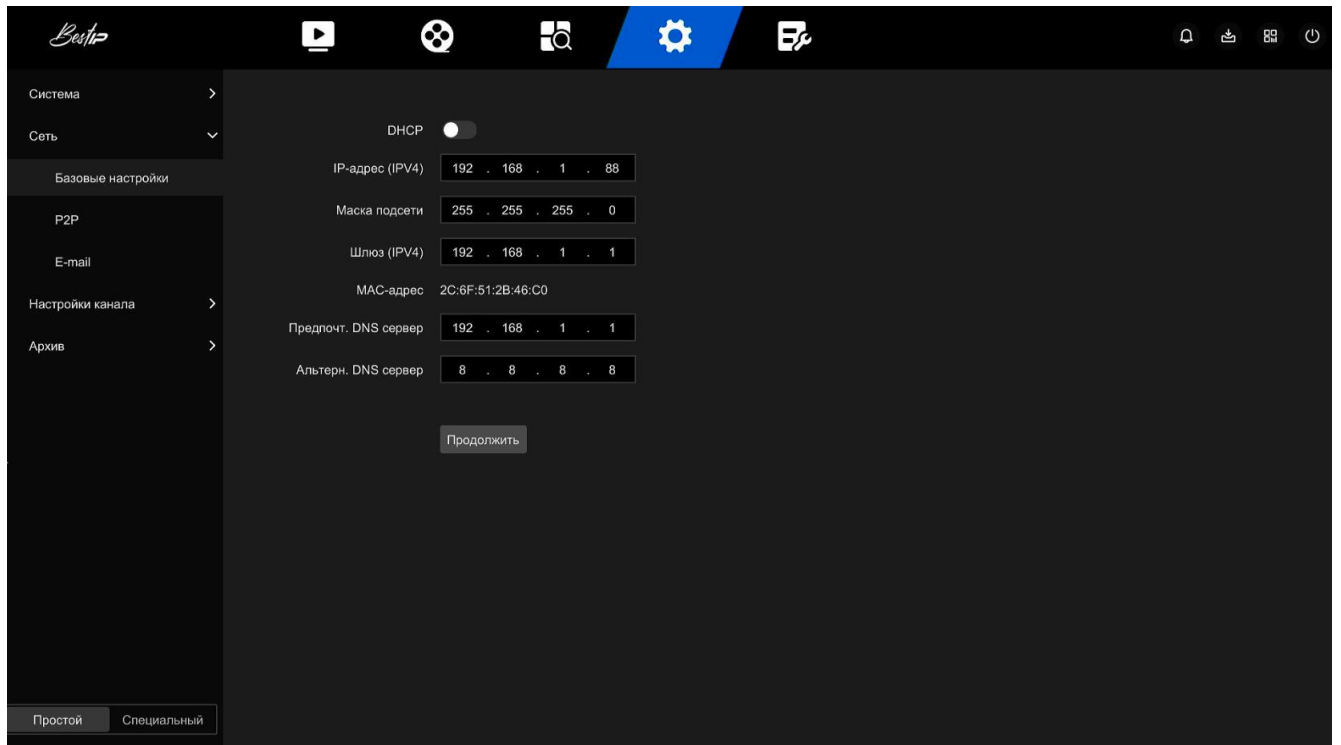 BestIP
Система
Сеть
Базовые настройки
P2P
E-mail
Настройки канала
Архив
DHCP
IP-адрес (IPV4) 192 . 168 . 1 . 88
Маска подсети 255 . 255 . 255 . 0
Шлюз (IPV4) 192 . 168 . 1 . 1
MAC-адрес 2C:6F:51:2B:46:C0
Предпочт. DNS сервер 192 . 168 . 1 . 1
Альтерн. DNS сервер 8 . 8 . 8 . 8
Продолжить
Простой Специальный